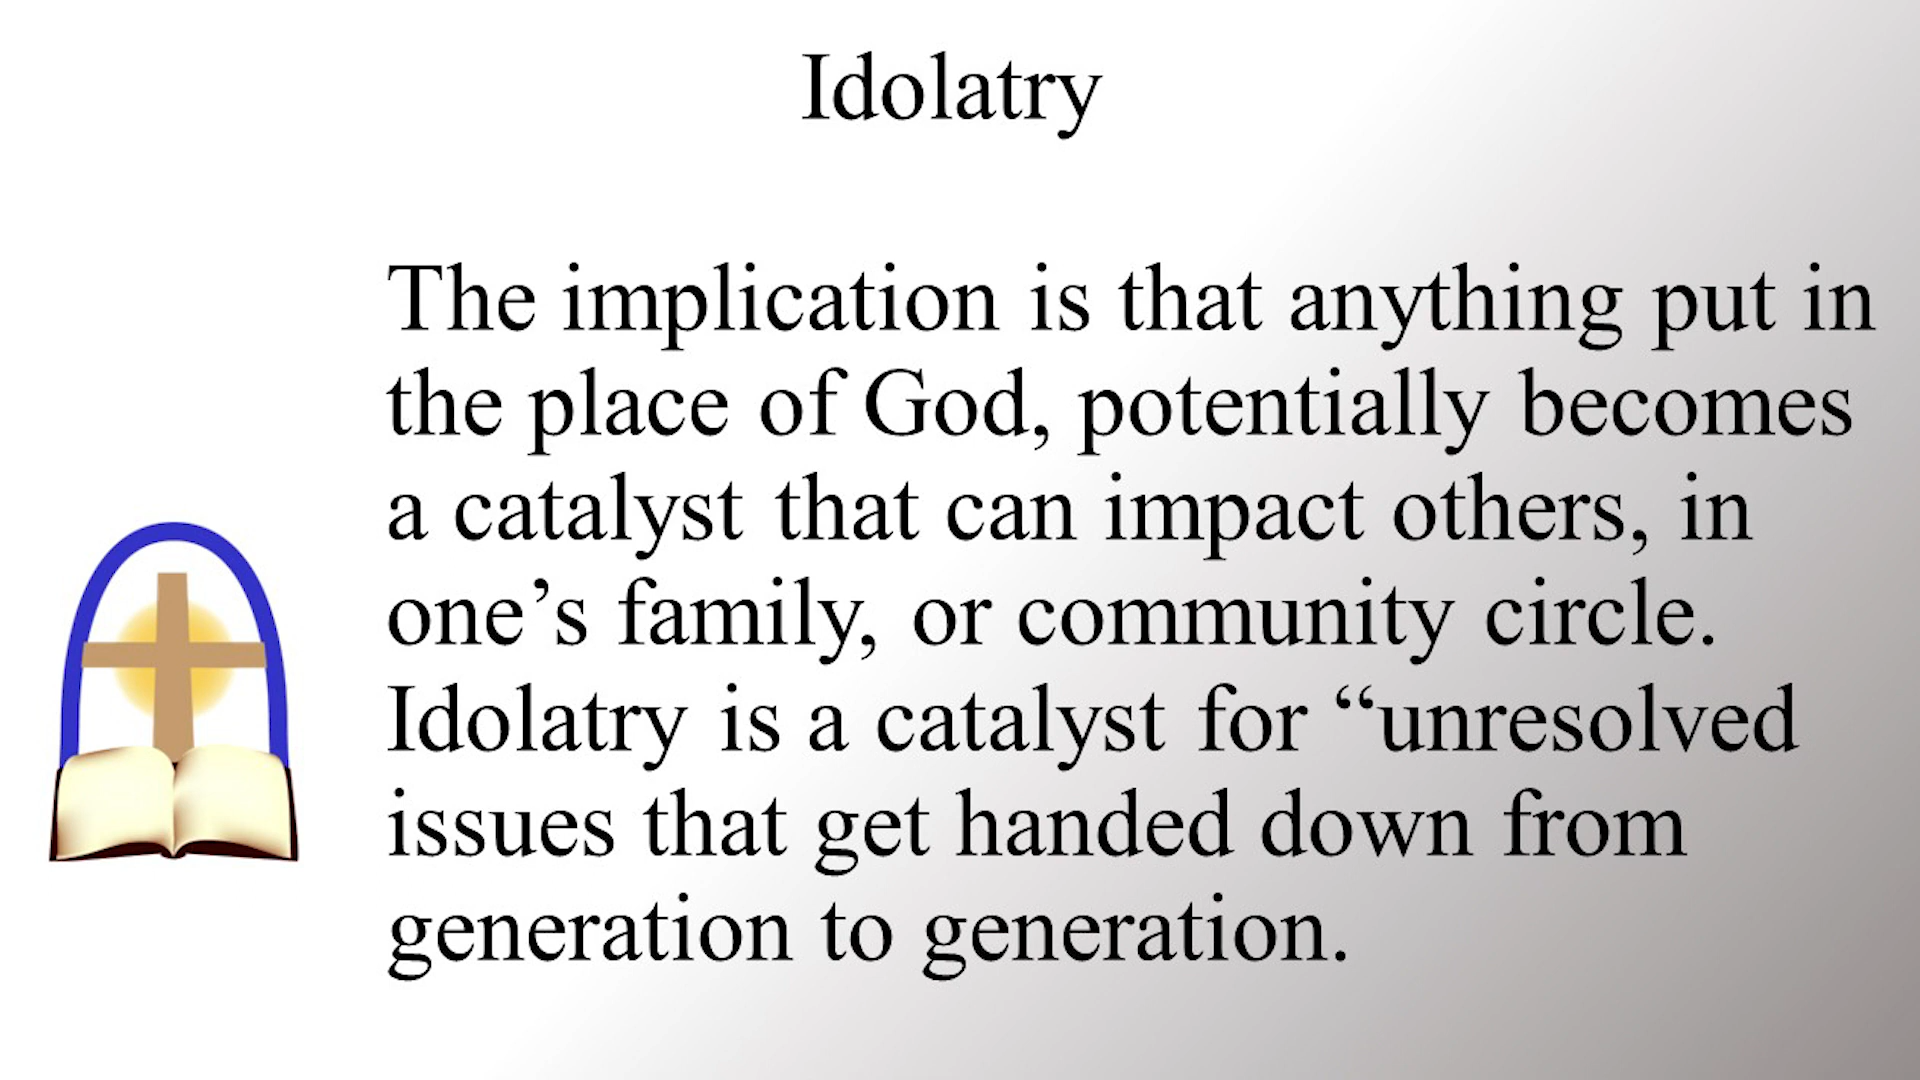 Idolatry
The implication is that anything put in
the place of God, potentially becomes
a catalyst that can impact others, in
one’s family, or community circle.
Idolatry is a catalyst for “unresolved
issues that get handed down from
generation to generation.